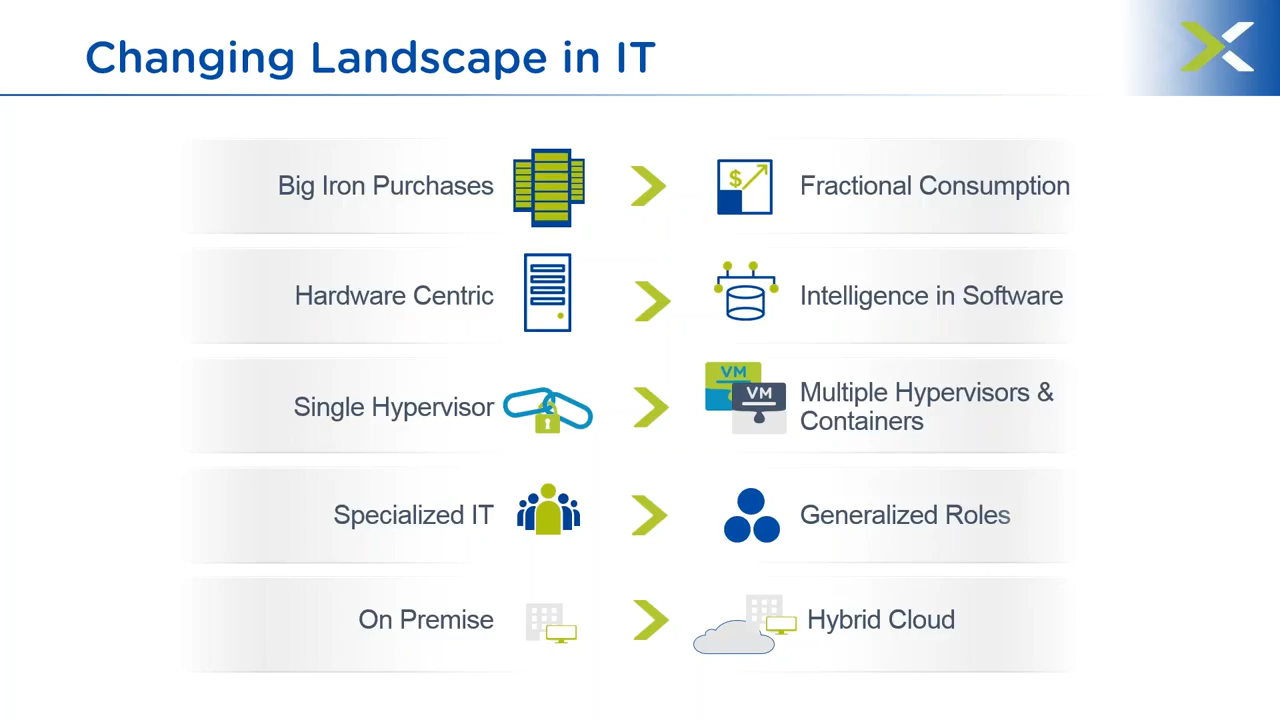 Changing Landscape in IT
Big Iron Purchases
$
Fractional Consumption
Hardware Centric
Intelligence in Software
Single Hypervisor
VM
VM
Multiple Hypervisors &
Containers
Specialized IT
Generalized Roles
On Premise
Hybrid Cloud